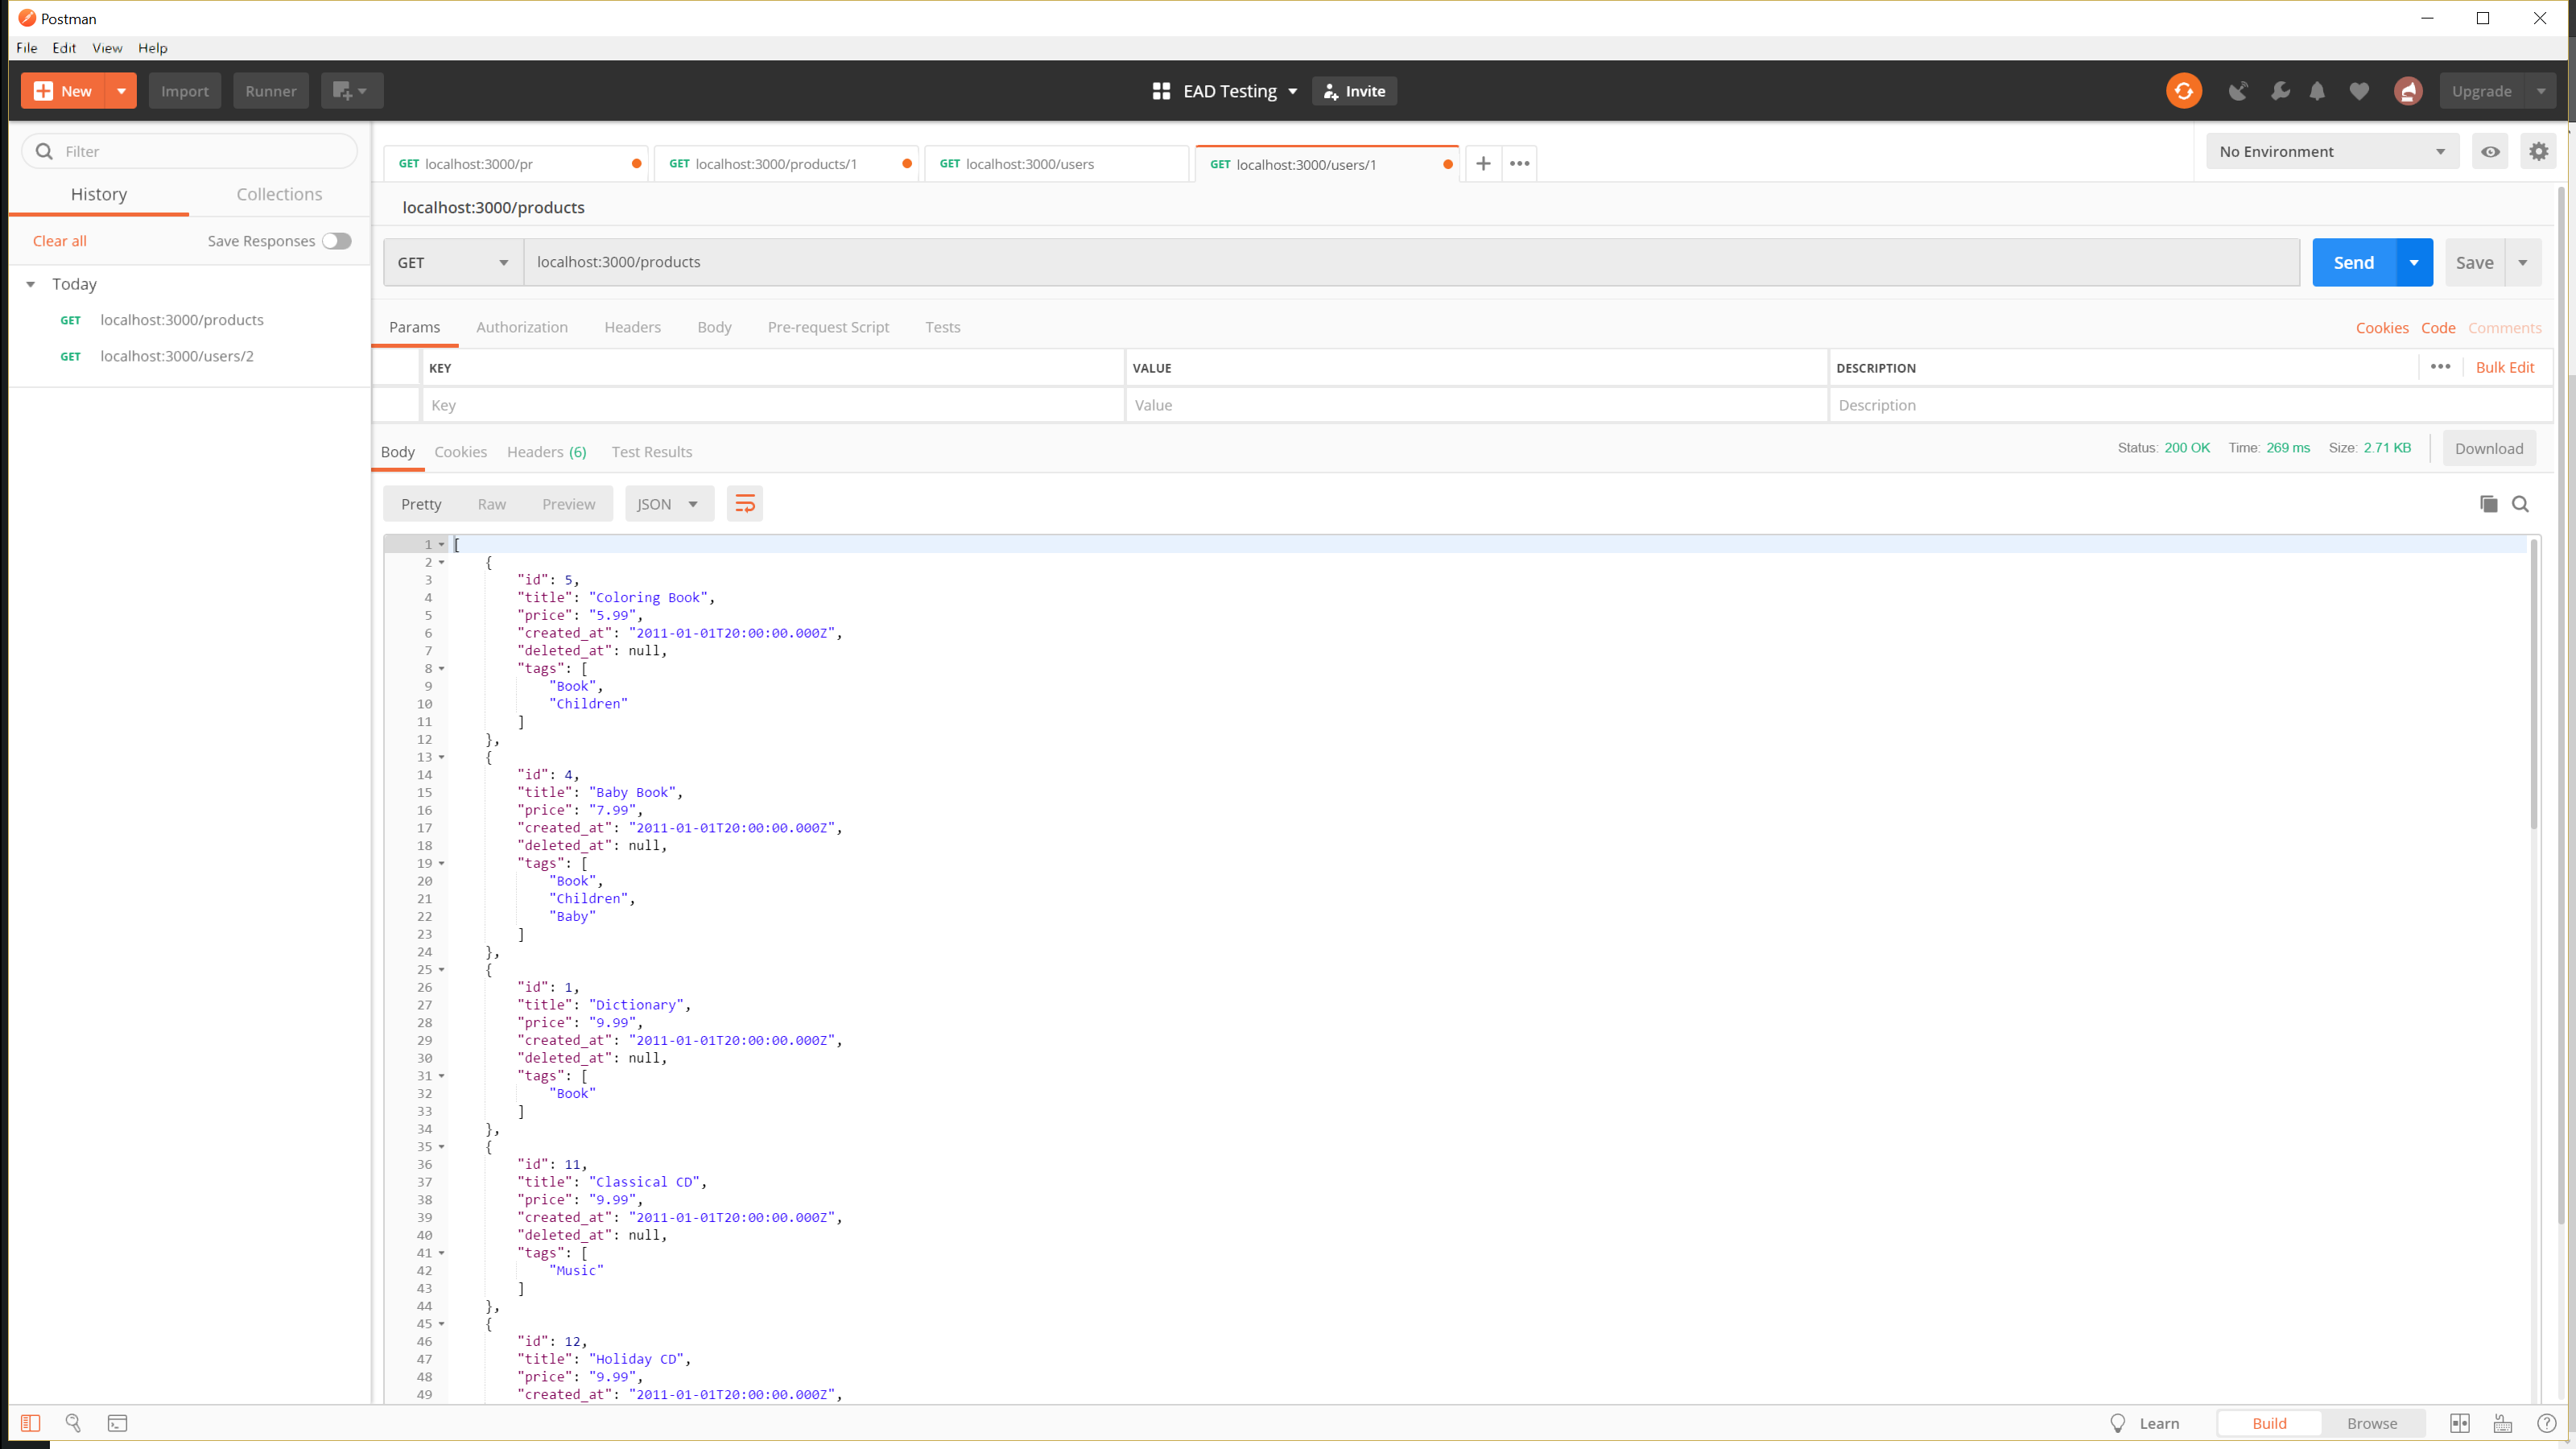 Postman
File Edit View Help
New Import Runner EAD Testing Invite Upgrade
Filter
History Collections
Clear all Save Responses
Today
GET localhost:3000/products
GET localhost:3000/users/2
GET localhost:3000/pr GET localhost:3000/products/1 GET localhost:3000/users GET localhost:3000/users/1 No Environment
localhost:3000/products
GET localhost:3000/products Send Save
Params Authorization Headers Body Pre-request Script Tests Cookies Code Comments
KEY VALUE DESCRIPTION Bulk Edit
Key Value Description
Body Cookies Headers (6) Test Results Status: 200 OK Time: 269 ms Size: 2.71 KB Download
Pretty Raw Preview JSON
1 [
2 {
3 "id": 5,
4 "title": "Coloring Book",
5 "price": "5.99",
6 "created_at": "2011-01-01T20:00:00.000Z",
7 "deleted_at": null,
8 "tags": [
9 "Book",
10 "Children"
11 ]
12 },
13 {
14 "id": 4,
15 "title": "Baby Book",
16 "price": "7.99",
17 "created_at": "2011-01-01T20:00:00.000Z",
18 "deleted_at": null,
19 "tags": [
20 "Book",
21 "Children",
22 "Baby"
23 ]
24 },
25 {
26 "id": 1,
27 "title": "Dictionary",
28 "price": "9.99",
29 "created_at": "2011-01-01T20:00:00.000Z",
30 "deleted_at": null,
31 "tags": [
32 "Book"
33 ]
34 },
35 {
36 "id": 11,
37 "title": "Classical CD",
38 "price": "9.99",
39 "created_at": "2011-01-01T20:00:00.000Z",
40 "deleted_at": null,
41 "tags": [
42 "Music"
43 ]
44 },
45 {
46 "id": 12,
47 "title": "Holiday CD",
48 "price": "9.99",
49 "created_at": "2011-01-01T20:00:00.000Z",
Learn Build Browse